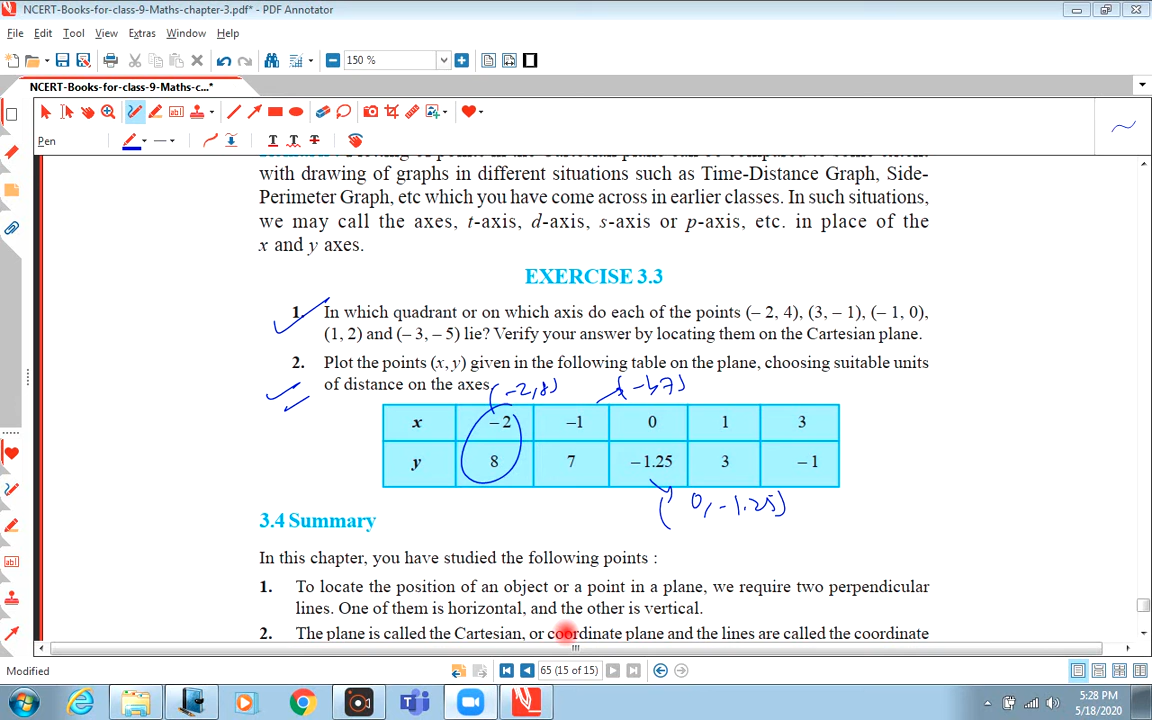 NCERT-Books-for-class-9-Maths-chapter-3.pdf* - PDF Annotator
File Edit Tool View Extras Window Help
150 %
NCERT-Books-for-class-9-Maths-c...*
Pen
with drawing of graphs in different situations such as Time-Distance Graph, Side-
Perimeter Graph, etc which you have come across in earlier classes. In such situations,
we may call the axes, t-axis, d-axis, s-axis or p-axis, etc. in place of the
x and y axes.
EXERCISE 3.3
1. In which quadrant or on which axis do each of the points (– 2, 4), (3, – 1), (– 1, 0),
(1, 2) and (– 3, – 5) lie? Verify your answer by locating them on the Cartesian plane.
2. Plot the points (x, y) given in the following table on the plane, choosing suitable units
of distance on the axes.
(-2,8)
x – 2 –1 0 1 3
y 8 7 – 1.25 3 – 1
(0, -1.25)
3.4 Summary
In this chapter, you have studied the following points :
1. To locate the position of an object or a point in a plane, we require two perpendicular
lines. One of them is horizontal, and the other is vertical.
2. The plane is called the Cartesian, or coordinate plane and the lines are called the coordinate
65 (15 of 15)
Modified
5:28 PM
5/18/2020